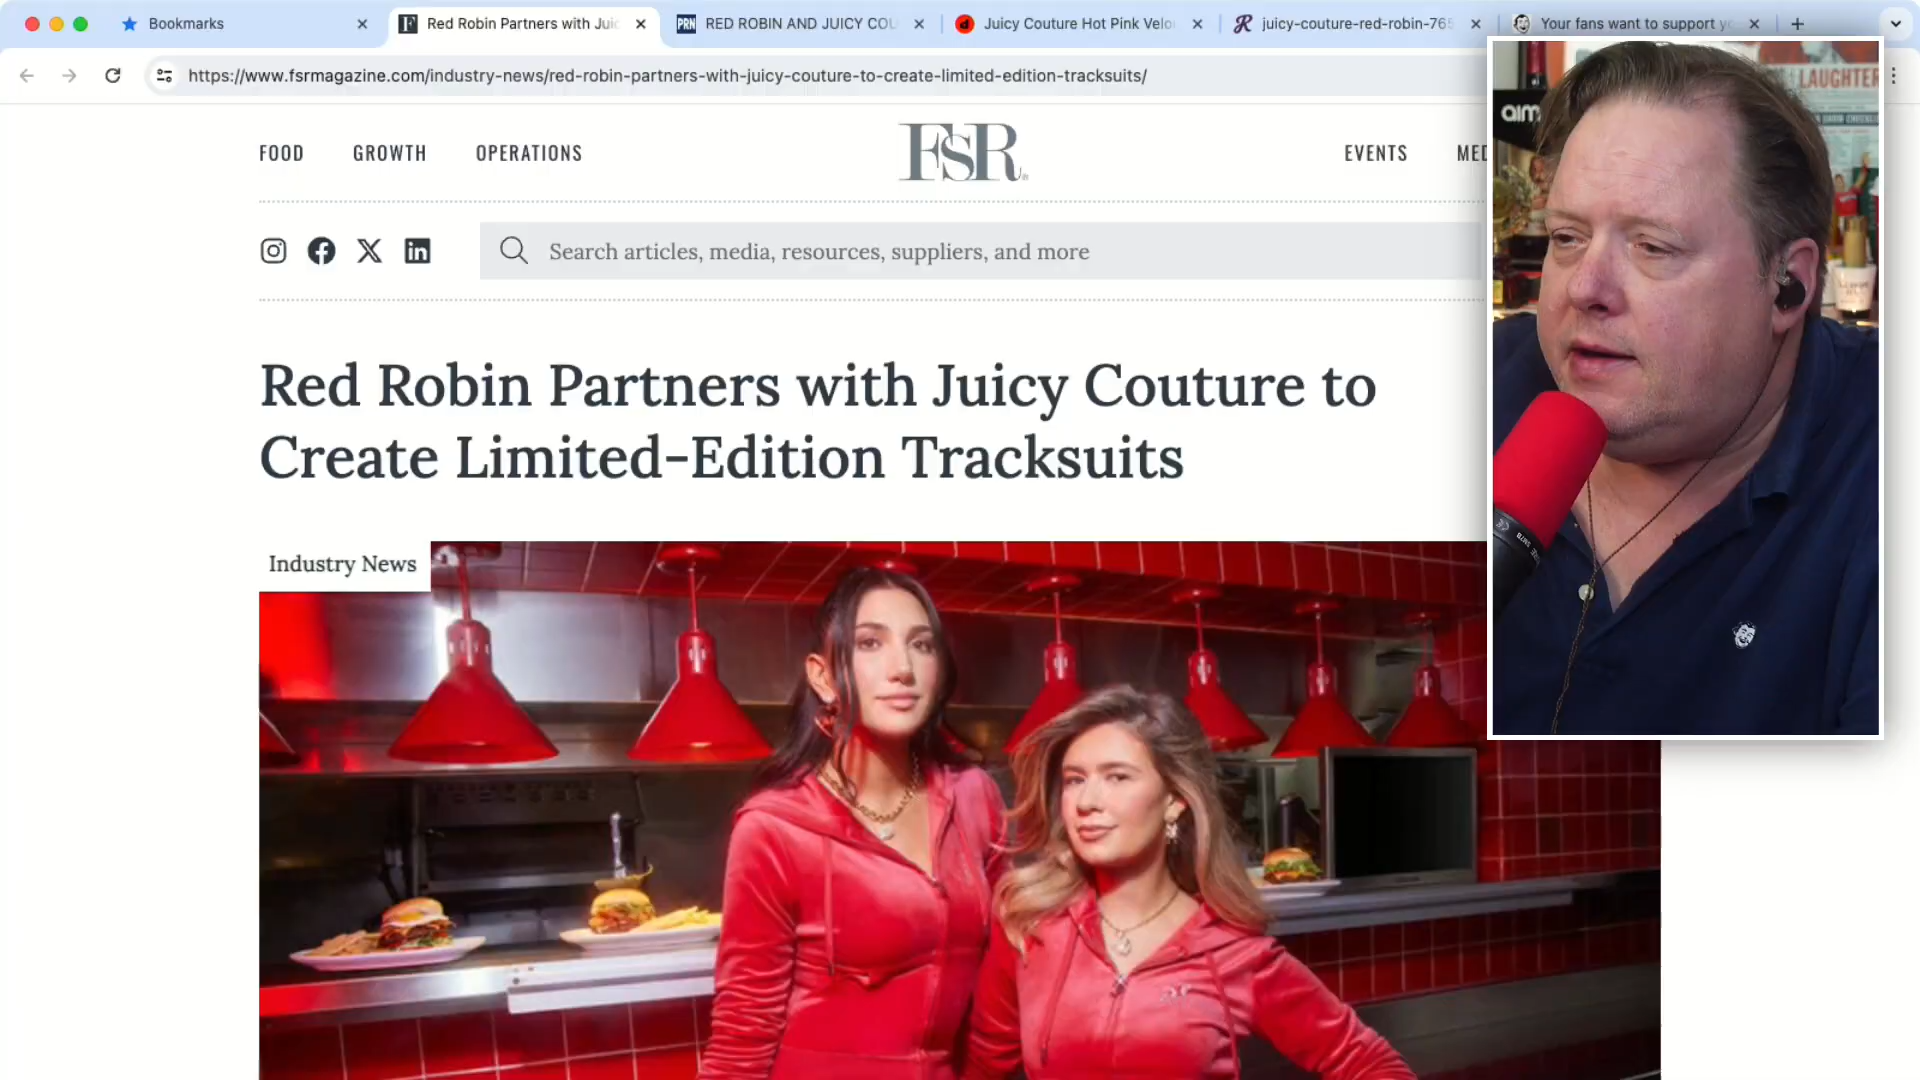 Bookmarks
Red Robin Partners with Juic
PRN RED ROBIN AND JUICY COU
Juicy Couture Hot Pink Velo
juicy-couture-red-robin-765
Your fans want to support yo
https://www.fsrmagazine.com/industry-news/red-robin-partners-with-juicy-couture-to-create-limited-edition-tracksuits/
LAUGHTER
aim
FOOD
GROWTH
OPERATIONS
FSR
EVENTS
MED
Search articles, media, resources, suppliers, and more
Red Robin Partners with Juicy Couture to
Create Limited-Edition Tracksuits
Industry News